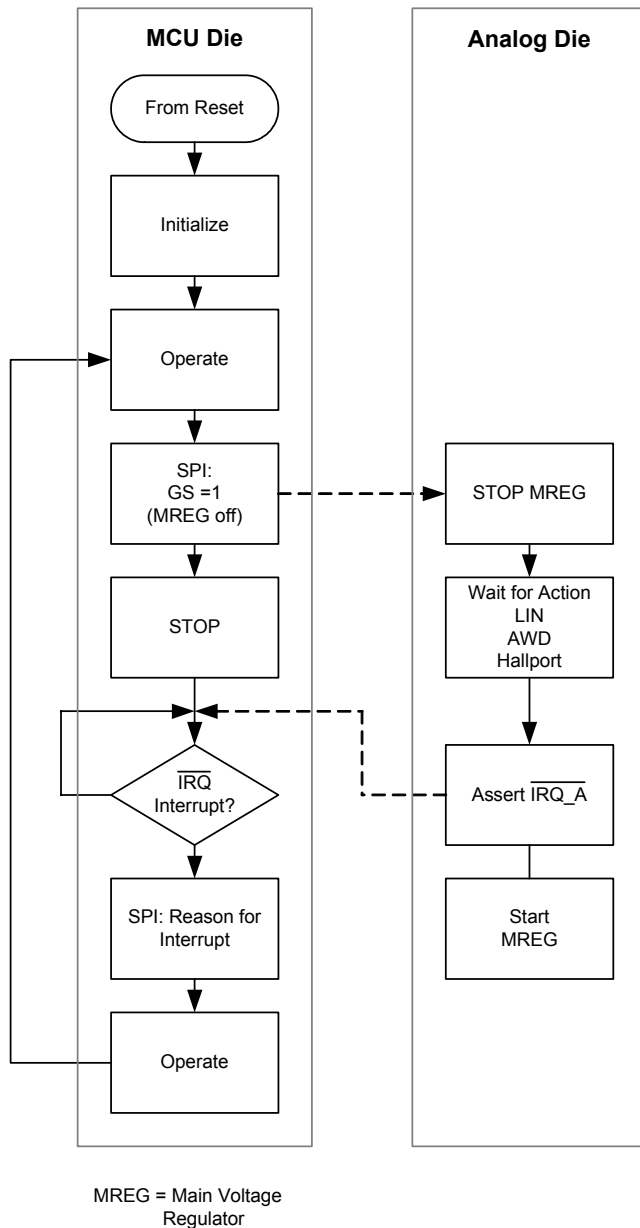 MCU Die
From Reset
Initialize
Operate
SPI:
GS =1
(MREG off)
STOP
IRQ
Interrupt?
SPI: Reason for
Interrupt
Operate
Analog Die
STOP MREG
Wait for Action
LIN
AWD
Hallport
Assert IRQ_A
Start
MREG
MREG = Main Voltage
Regulator